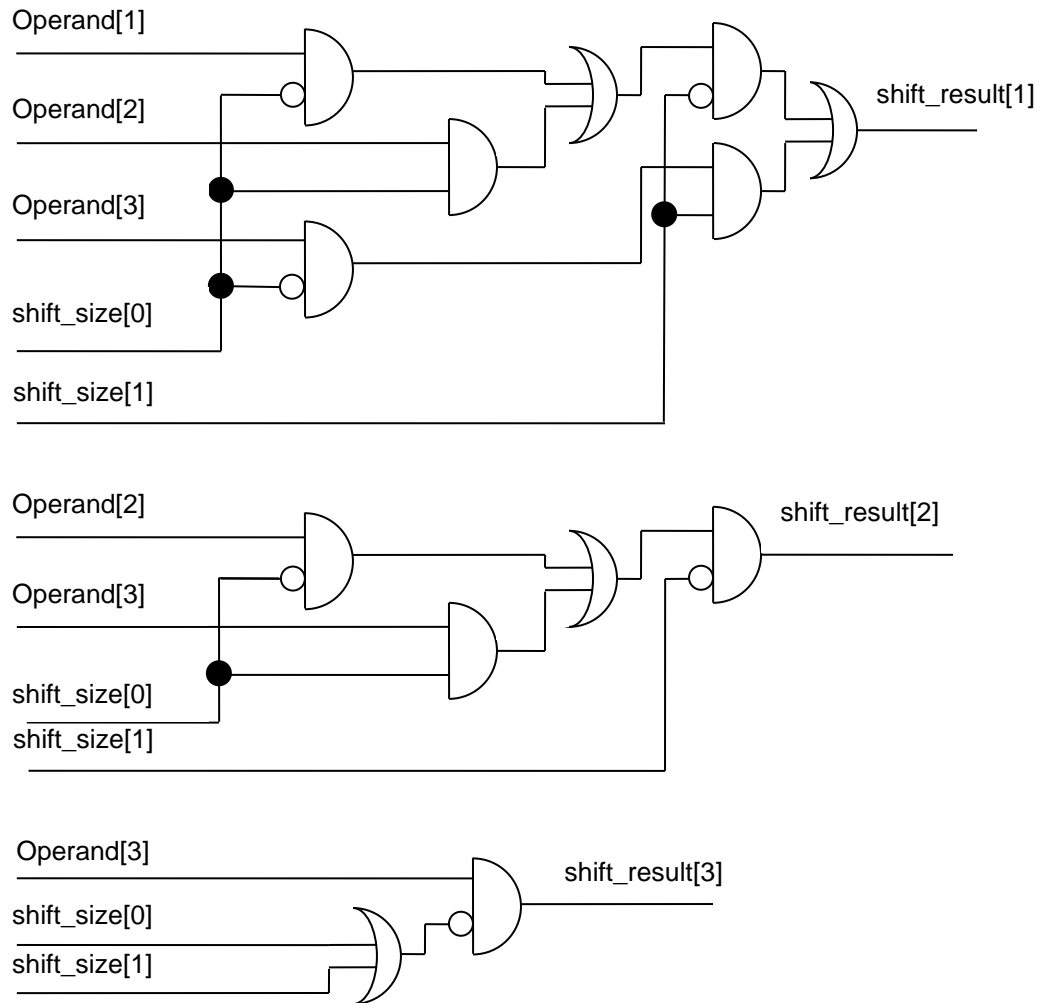 Operand[1]
shift_result[1]
Operand[2]
Operand[3]
shift_size[0]
shift_size[1]
Operand[2]
shift_result[2]
Operand[3]
shift_size[0]
shift_size[1]
Operand[3]
shift_result[3]
shift_size[0]
shift_size[1]